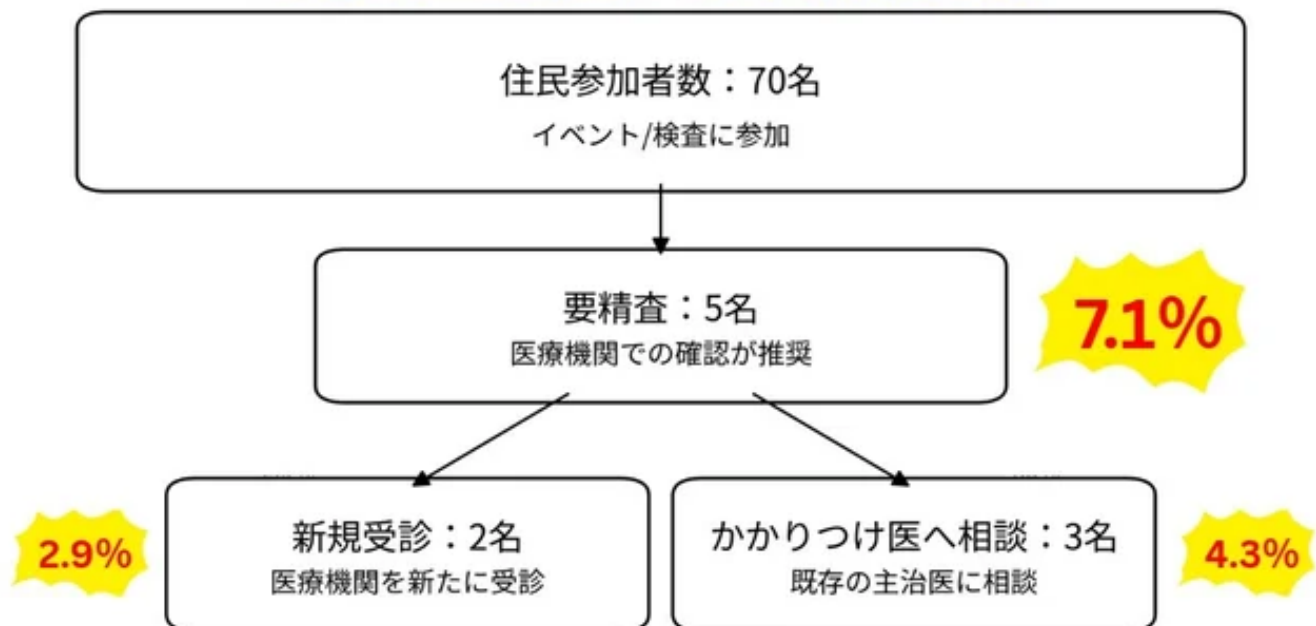 住民参加者数：70名
イベント/検査に参加
要精査：5名
医療機関での確認が推奨
7.1%
新規受診：2名
医療機関を新たに受診
2.9%
かかりつけ医へ相談：3名
既存の主治医に相談
4.3%